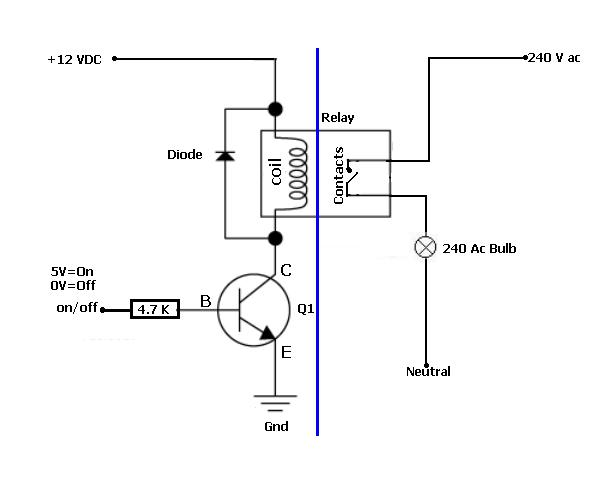 +12 VDC
240 V ac
Relay
Diode
coil
Contacts
240 Ac Bulb
5V=On
0V=Off
on/off
4.7 K
B
C
Q1
E
Neutral
Gnd